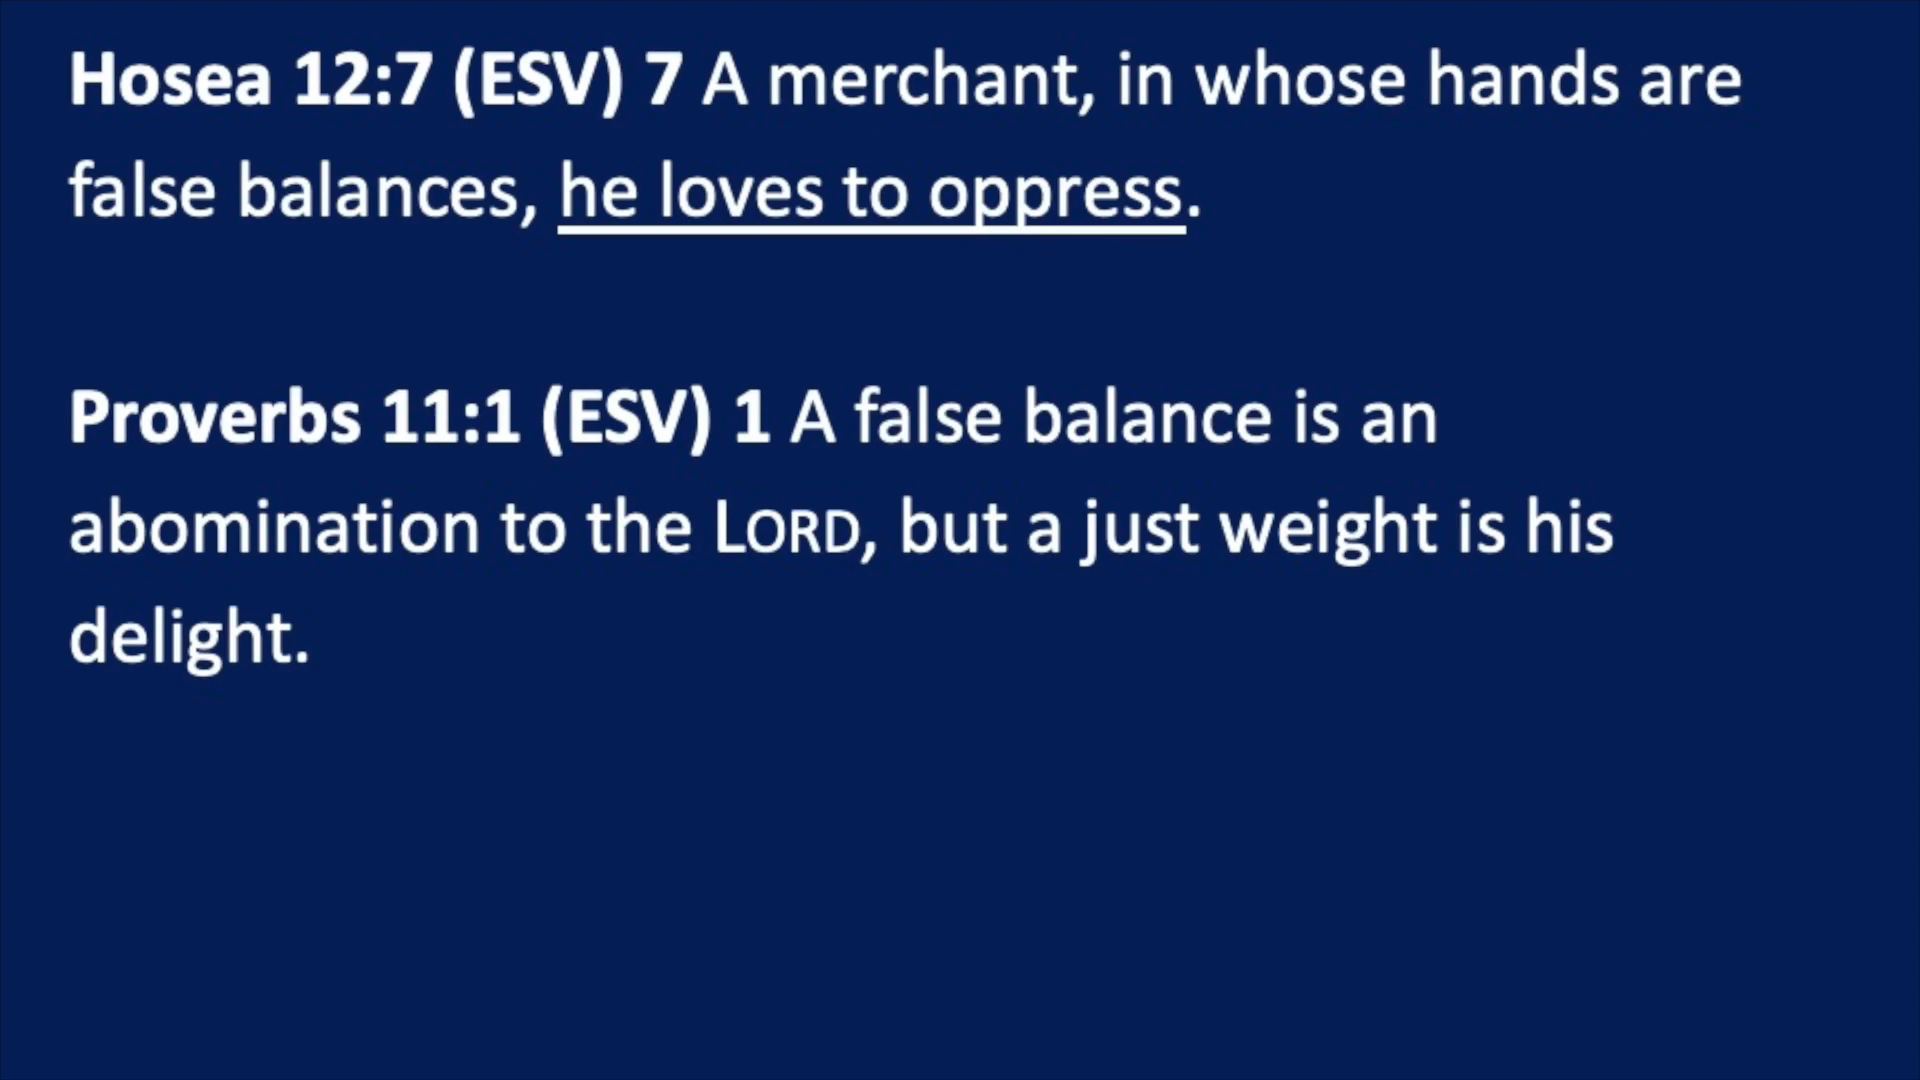 Hosea 12:7 (ESV) 7 A merchant, in whose hands are
false balances, he loves to oppress.
Proverbs 11:1 (ESV) 1 A false balance is an
abomination to the LORD, but a just weight is his
delight.